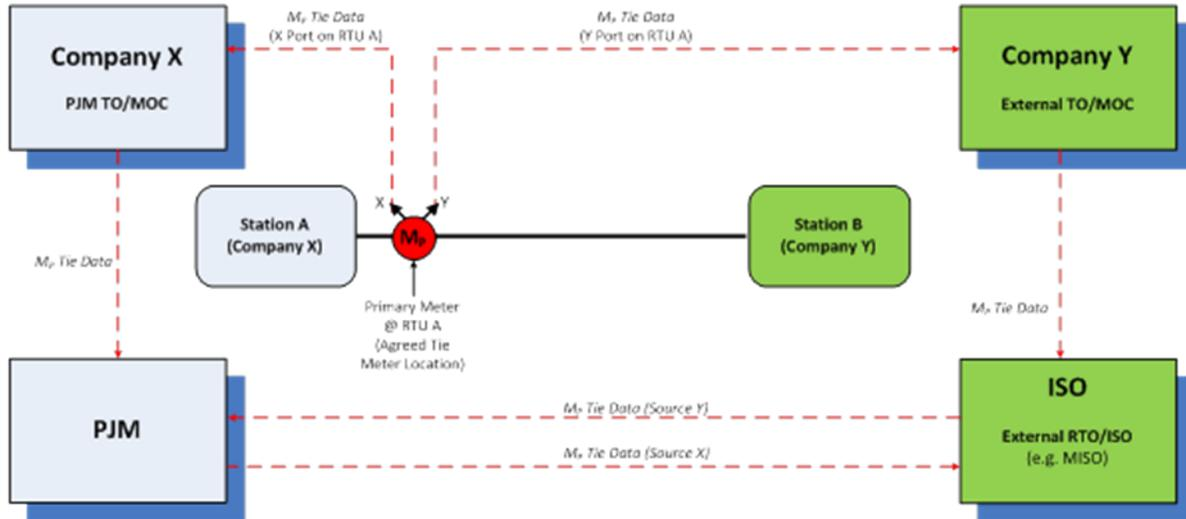 Company X
PJM TO/MOC
Mₚ Tie Data
(X Port on RTU A)
Mₚ Tie Data
(Y Port on RTU A)
Company Y
External TO/MOC
X
Y
Station A
(Company X)
Mₚ
Station B
(Company Y)
Mₚ Tie Data
Primary Meter
@ RTU A
(Agreed Tie
Meter Location)
Mₚ Tie Data
PJM
Mₚ Tie Data (Source Y)
Mₚ Tie Data (Source X)
ISO
External RTO/ISO
(e.g. MISO)